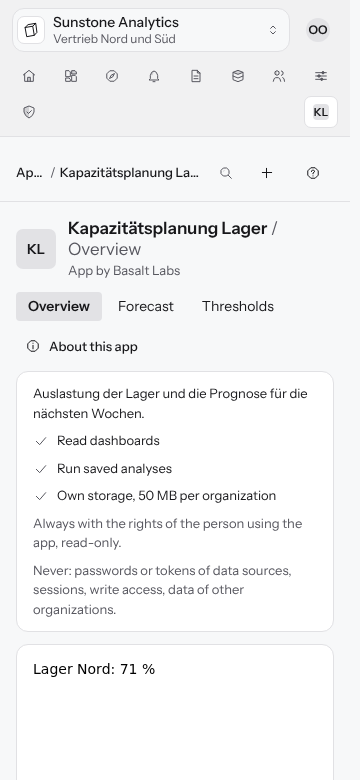 Sunstone Analytics
Vertrieb Nord und Süd
OO
KL
Ap... / Kapazitätsplanung La...
KL
Kapazitätsplanung Lager /
Overview
App by Basalt Labs
Overview Forecast Thresholds
About this app
Auslastung der Lager und die Prognose für die
nächsten Wochen.
Read dashboards
Run saved analyses
Own storage, 50 MB per organization
Always with the rights of the person using the
app, read-only.
Never: passwords or tokens of data sources,
sessions, write access, data of other
organizations.
Lager Nord: 71 %